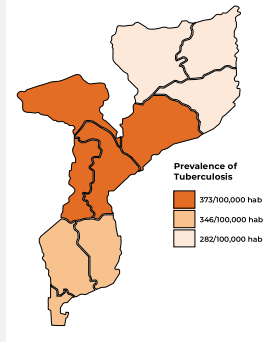 Prevalence of
Tuberculosis
373/100,000 hab
346/100,000 hab
282/100,000 hab